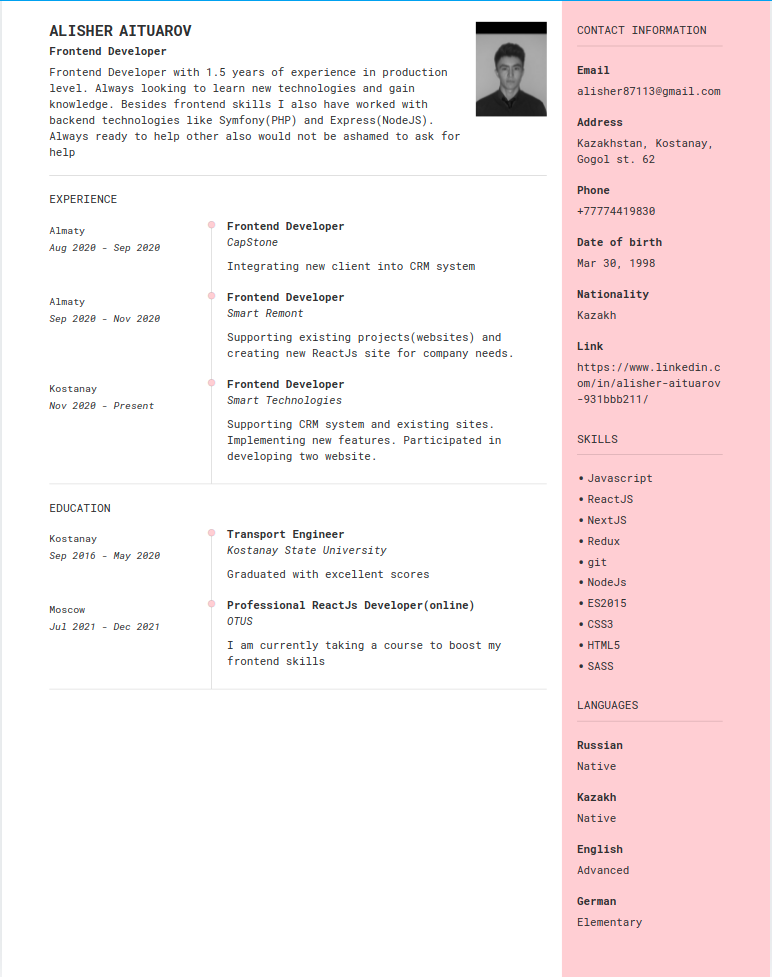 ALISHER AITUAROV
Frontend Developer
Frontend Developer with 1.5 years of experience in production
level. Always looking to learn new technologies and gain
knowledge. Besides frontend skills I also have worked with
backend technologies like Symfony(PHP) and Express(NodeJS).
Always ready to help other also would not be ashamed to ask for
help
EXPERIENCE
Almaty
Aug 2020 – Sep 2020
Frontend Developer
CapStone
Integrating new client into CRM system
Almaty
Sep 2020 – Nov 2020
Frontend Developer
Smart Remont
Supporting existing projects(websites) and
creating new ReactJs site for company needs.
Kostanay
Nov 2020 – Present
Frontend Developer
Smart Technologies
Supporting CRM system and existing sites.
Implementing new features. Participated in
developing two website.
EDUCATION
Kostanay
Sep 2016 – May 2020
Transport Engineer
Kostanay State University
Graduated with excellent scores
Moscow
Jul 2021 – Dec 2021
Professional ReactJs Developer(online)
OTUS
I am currently taking a course to boost my
frontend skills
CONTACT INFORMATION
Email
alisher87113@gmail.com
Address
Kazakhstan, Kostanay,
Gogol st. 62
Phone
+77774419830
Date of birth
Mar 30, 1998
Nationality
Kazakh
Link
https://www.linkedin.c
om/in/alisher-aituarov
-931bbb211/
SKILLS
• Javascript
• ReactJS
• NextJS
• Redux
• git
• NodeJs
• ES2015
• CSS3
• HTML5
• SASS
LANGUAGES
Russian
Native
Kazakh
Native
English
Advanced
German
Elementary